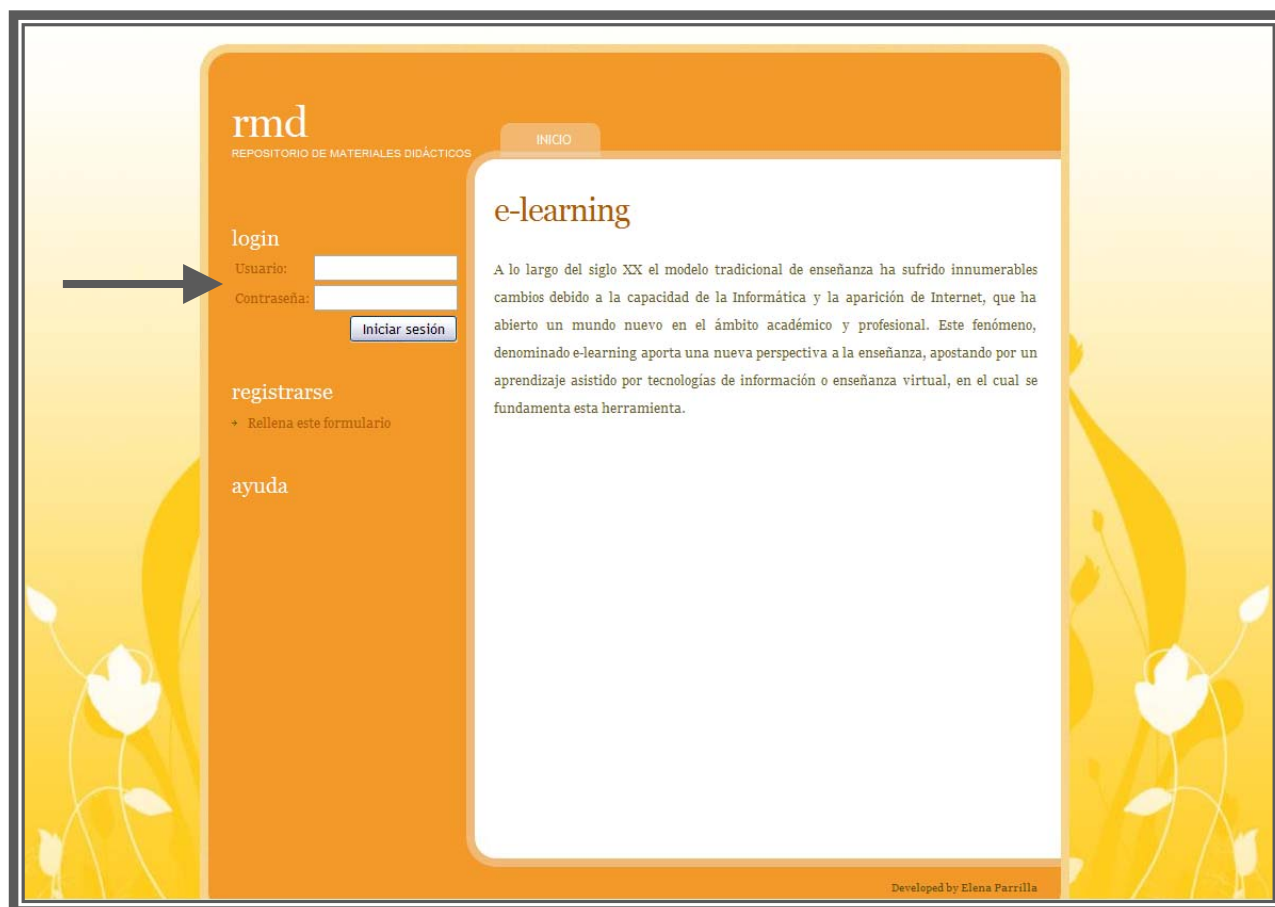 rmd
REPOSITORIO DE MATERIALES DIDÁCTICOS
INICIO
login
Usuario:
Contraseña:
Iniciar sesión
registrarse
Rellena este formulario
ayuda
e-learning
A lo largo del siglo XX el modelo tradicional de enseñanza ha sufrido innumerables
cambios debido a la capacidad de la Informática y la aparición de Internet, que ha
abierto un mundo nuevo en el ámbito académico y profesional. Este fenómeno,
denominado e-learning aporta una nueva perspectiva a la enseñanza, apostando por un
aprendizaje asistido por tecnologías de información o enseñanza virtual, en el cual se
fundamenta esta herramienta.
Developed by Elena Parrilla